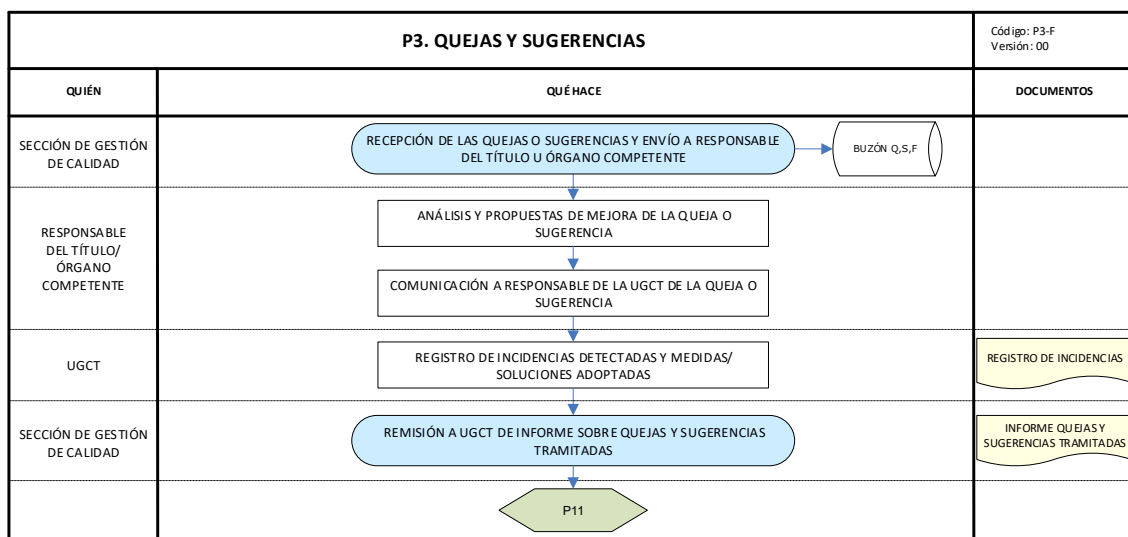 P3. QUEJAS Y SUGERENCIAS
Código: P3-F
Versión: 00
QUIÉN
QUÉ HACE
DOCUMENTOS
SECCIÓN DE GESTIÓN
DE CALIDAD
RECEPCIÓN DE LAS QUEJAS O SUGERENCIAS Y ENVÍO A RESPONSABLE
DEL TÍTULO U ÓRGANO COMPETENTE
BUZÓN Q,S,F
RESPONSABLE
DEL TÍTULO/
ÓRGANO
COMPETENTE
ANÁLISIS Y PROPUESTAS DE MEJORA DE LA QUEJA O
SUGERENCIA
COMUNICACIÓN A RESPONSABLE DE LA UGCT DE LA QUEJA O
SUGERENCIA
UGCT
REGISTRO DE INCIDENCIAS DETECTADAS Y MEDIDAS/
SOLUCIONES ADOPTADAS
REGISTRO DE INCIDENCIAS
SECCIÓN DE GESTIÓN
DE CALIDAD
REMISIÓN A UGCT DE INFORME SOBRE QUEJAS Y SUGERENCIAS
TRAMITADAS
INFORME QUEJAS Y
SUGERENCIAS TRAMITADAS
P11